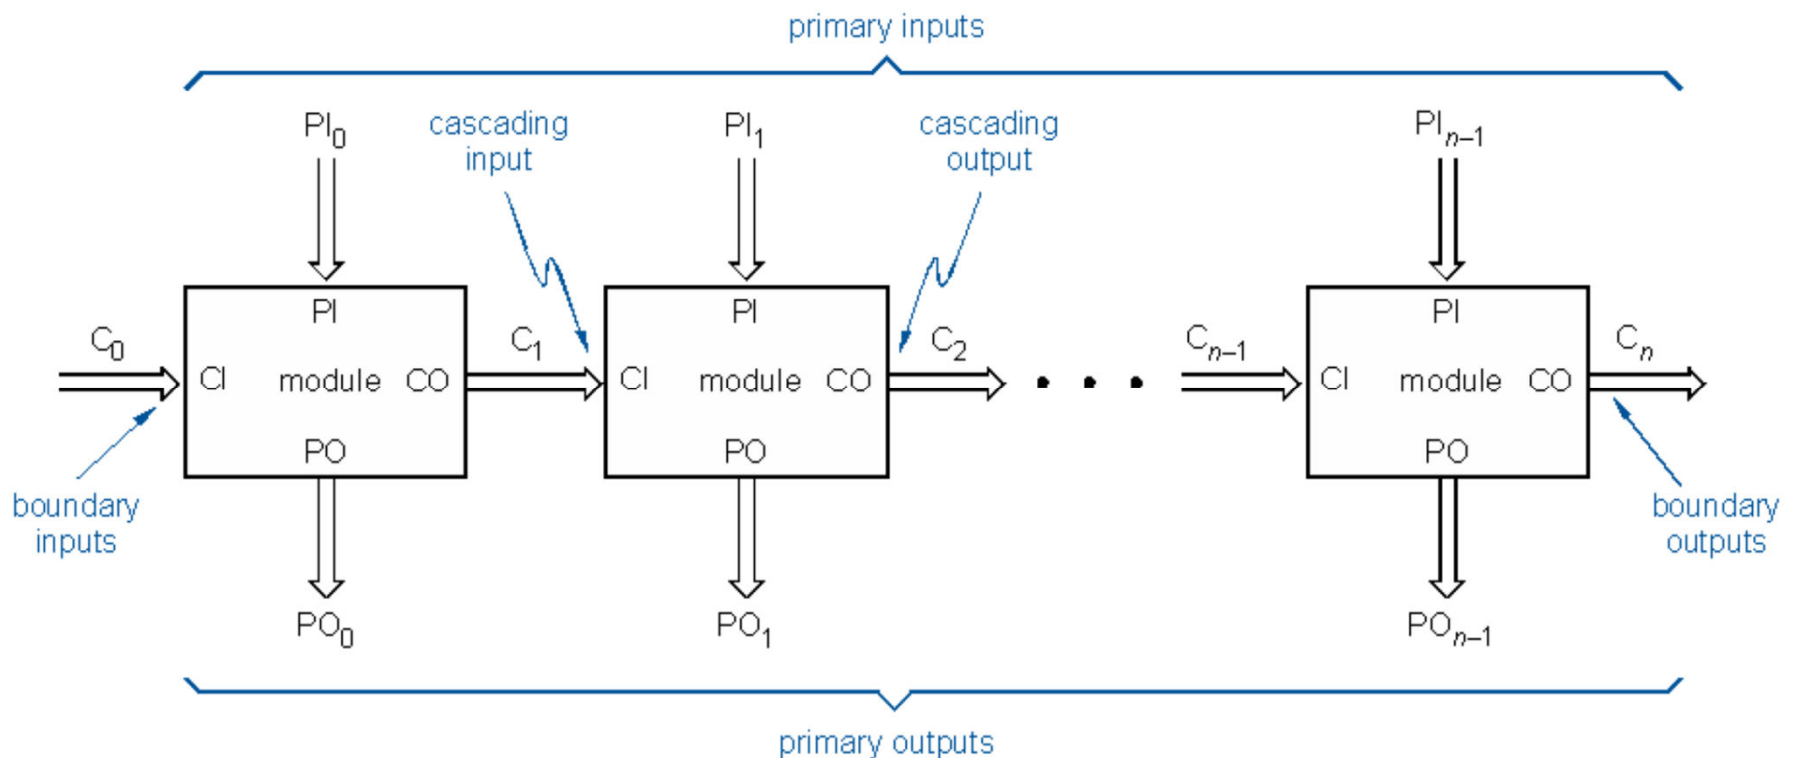 primary inputs
PI0
cascading
input
PI1
cascading
output
PIn–1
C0
CI
PI
module
CO
PO
C1
CI
PI
module
CO
PO
C2
• • •
Cn–1
CI
PI
module
CO
PO
Cn
boundary
inputs
boundary
outputs
PO0
PO1
POn–1
primary outputs